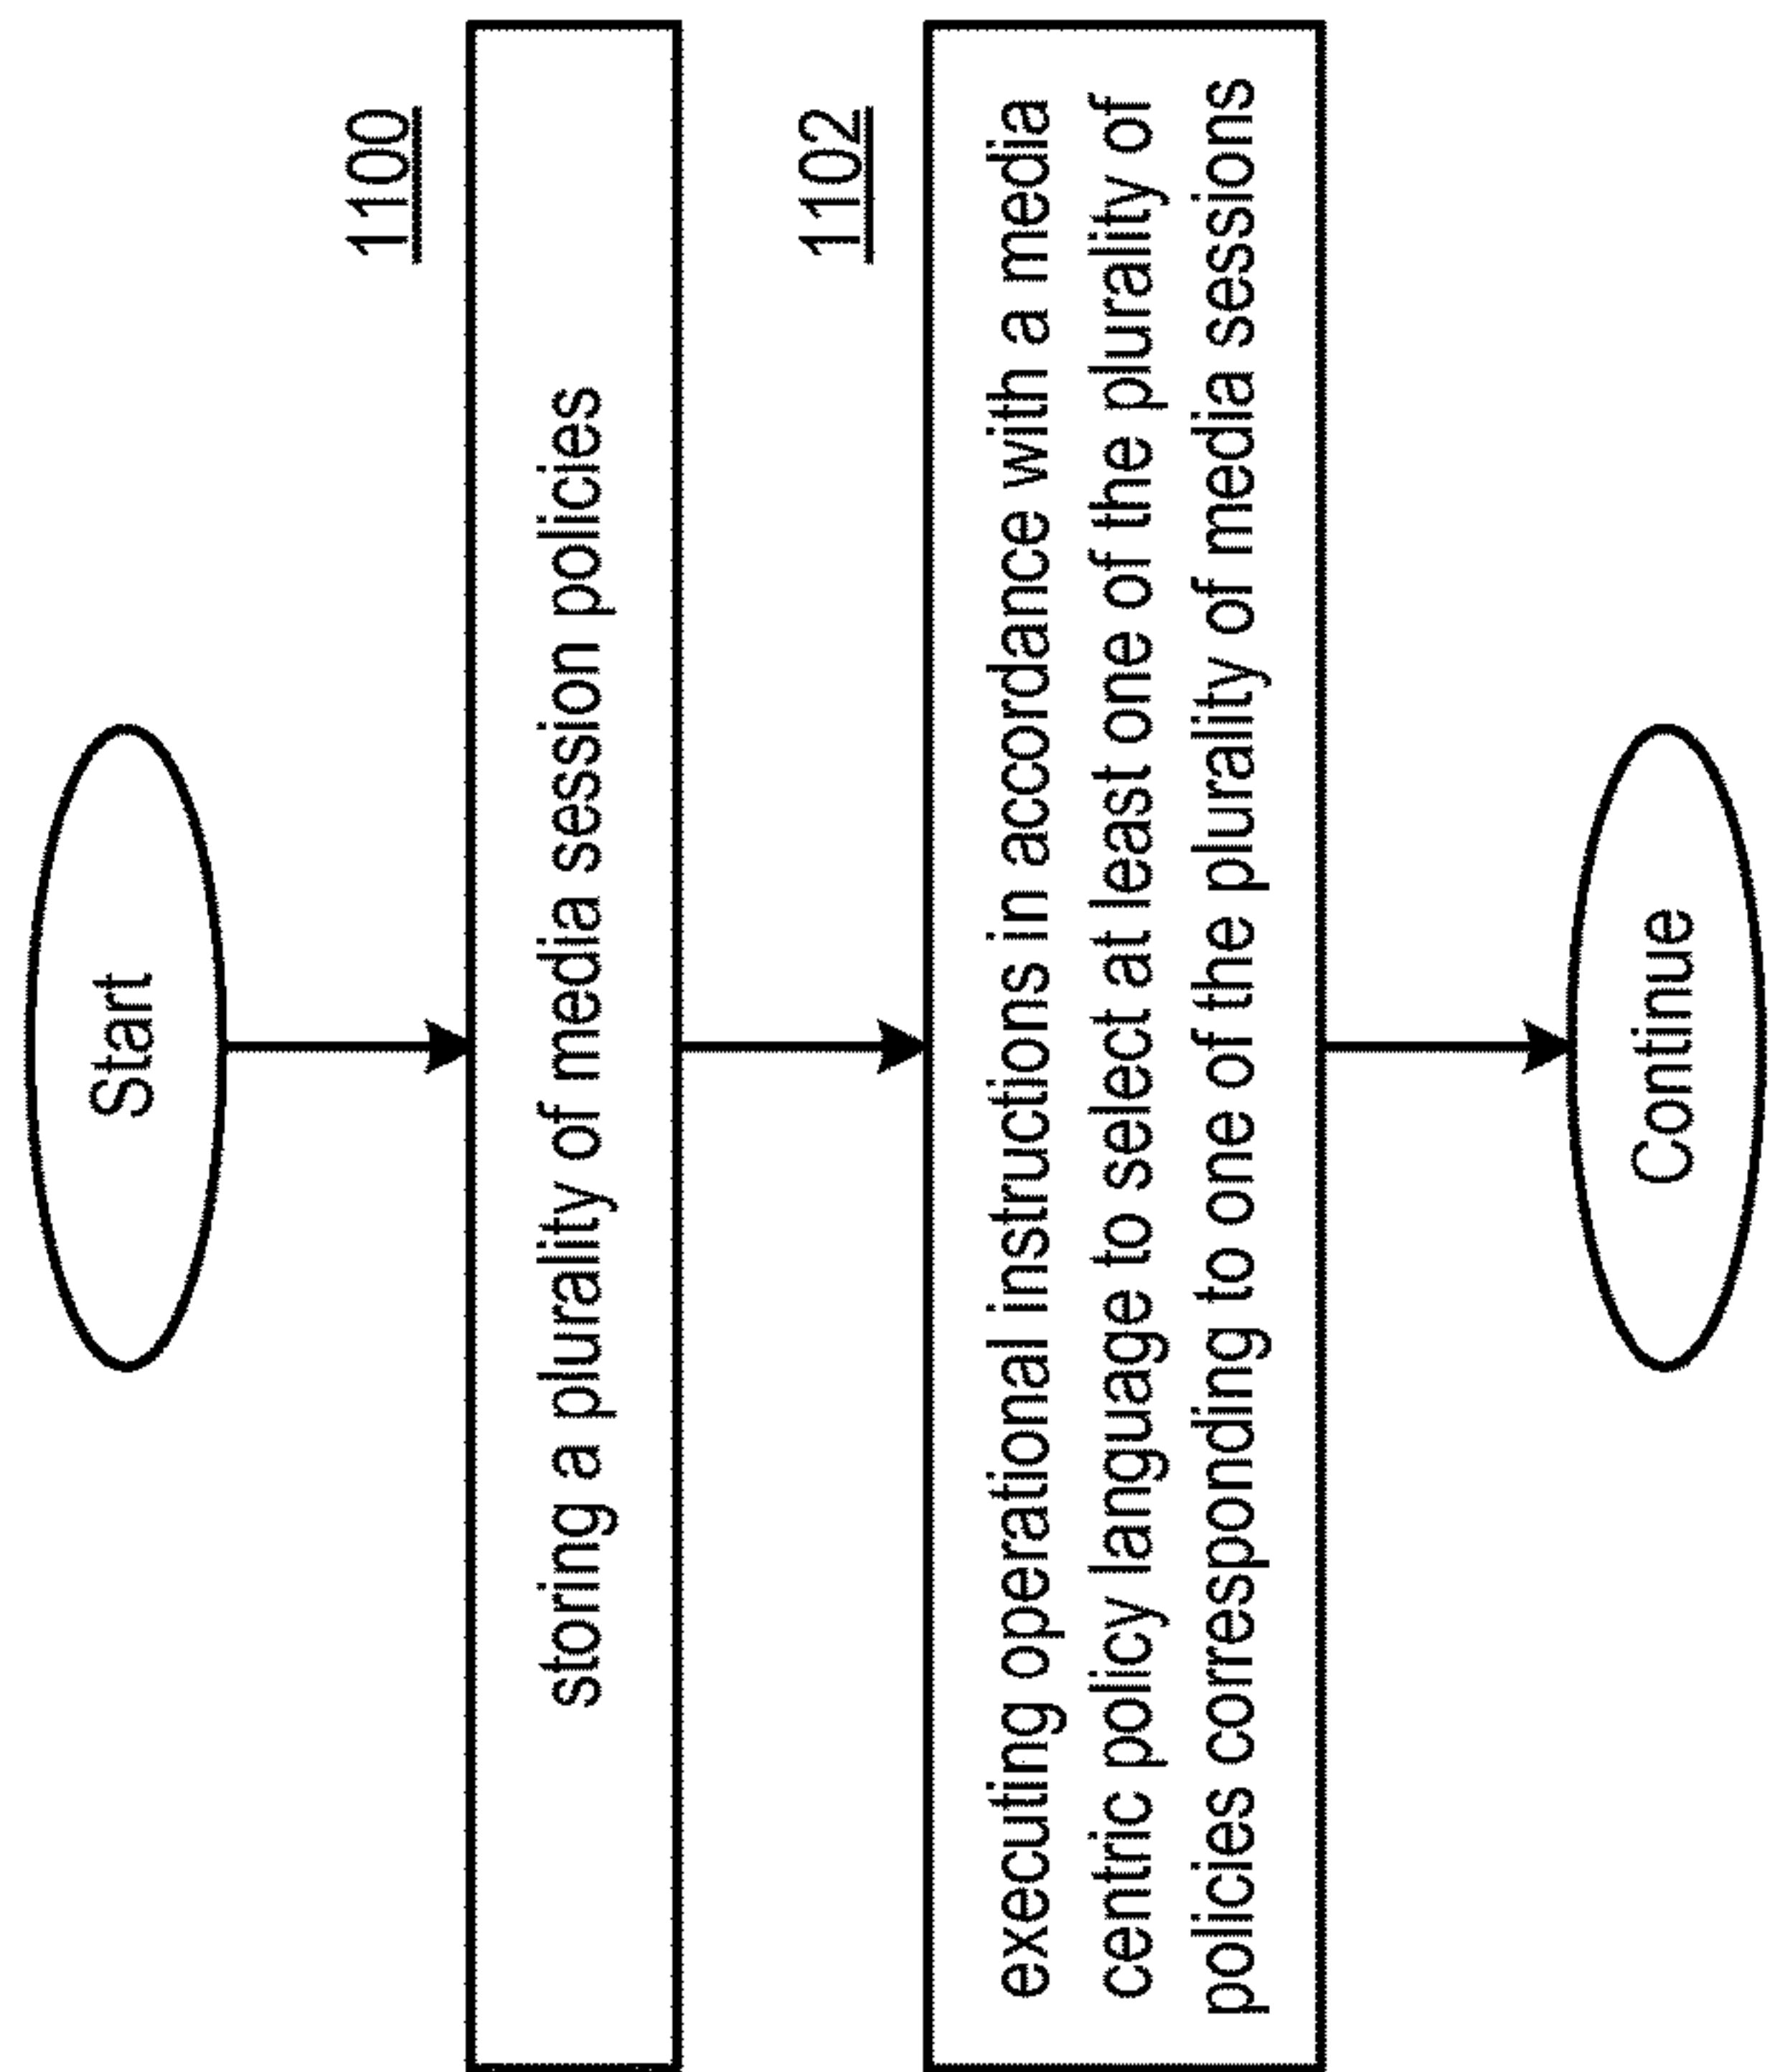 Start
1100
storing a plurality of media session policies
1102
executing operational instructions in accordance with a media
centric policy language to select at least one of the plurality of
policies corresponding to one of the plurality of media sessions
Continue